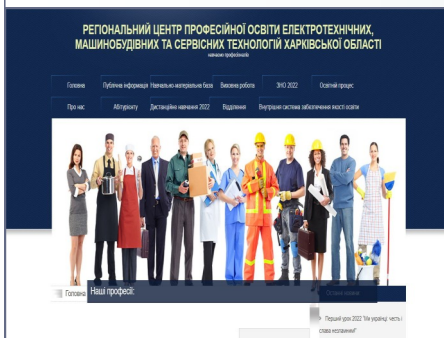 РЕГІОНАЛЬНИЙ ЦЕНТР ПРОФЕСІЙНОЇ ОСВІТИ ЕЛЕКТРОТЕХНІЧНИХ,
МАШИНОБУДІВНИХ ТА СЕРВІСНИХ ТЕХНОЛОГІЙ ХАРКІВСЬКОЇ ОБЛАСТІ
навчаємо професіоналів
Головна Публічна інформація Навчально-матеріальна база Виховна робота ЗНО 2022 Освітній процес
Про нас Абітурієнту Дистанційне навчання 2022 Відділення Внутрішня система забезпечення якості освіти
Головна Наші професії:
Останні новини
Перший урок 2022 "Ми українці: честь і
слава незламним!"